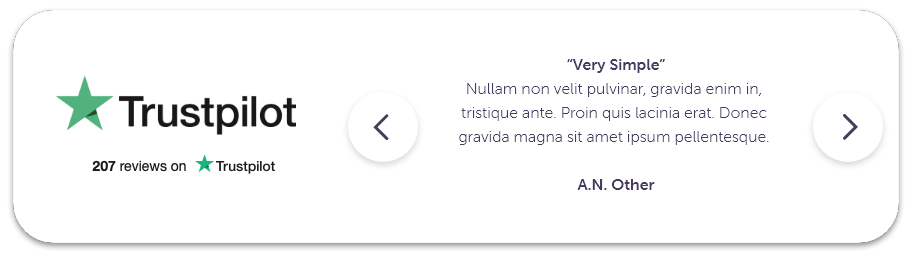 Trustpilot
207 reviews on Trustpilot
“Very Simple”
Nullam non velit pulvinar, gravida enim in,
tristique ante. Proin quis lacinia erat. Donec
gravida magna sit amet ipsum pellentesque.
A.N. Other